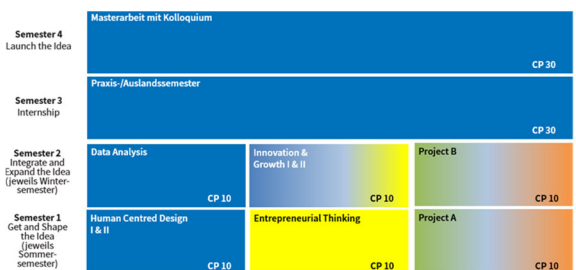 Semester 4
Launch the Idea
Masterarbeit mit Kolloquium
CP 30
Semester 3
Internship
Praxis-/Auslandssemester
CP 30
Semester 2
Integrate and
Expand the Idea
(jeweils Winter-
semester)
Data Analysis
CP 10
Innovation &
Growth I & II
CP 10
Project B
CP 10
Semester 1
Get and Shape
the Idea
(jeweils
Sommer-
semester)
Human Centred Design
I & II
CP 10
Entrepreneurial Thinking
CP 10
Project A
CP 10